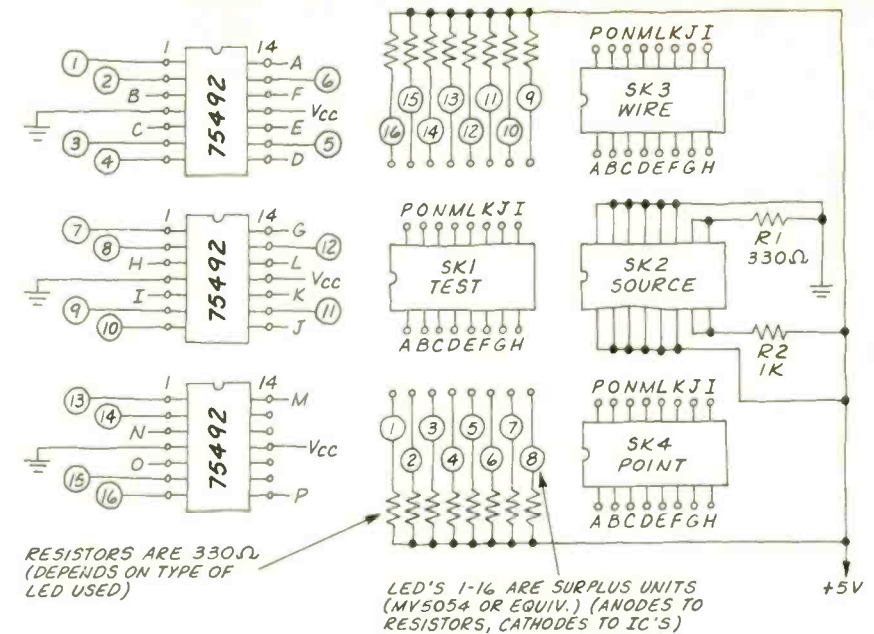 1 14
1 A
2 6
B F
VCC
C E
3 5
4 D
75492
1 14
7 G
8 12
H L
VCC
I K
9 11
10 J
75492
1 14
13 M
14
N
VCC
O
15
16 P
75492
15 13 11 9
16 14 12 10
PONMLKJI
SK3
WIRE
ABCDEFGH
PONMLKJI
SK1
TEST
ABCDEFGH
SK2
SOURCE
R1
330Ω
R2
1K
1 3 5 7
2 4 6 8
PONMLKJI
SK4
POINT
ABCDEFGH
+5V
RESISTORS ARE 330Ω
(DEPENDS ON TYPE OF
LED USED)
LED'S 1-16 ARE SURPLUS UNITS
(MV5054 OR EQUIV.) (ANODES TO
RESISTORS, CATHODES TO IC'S)